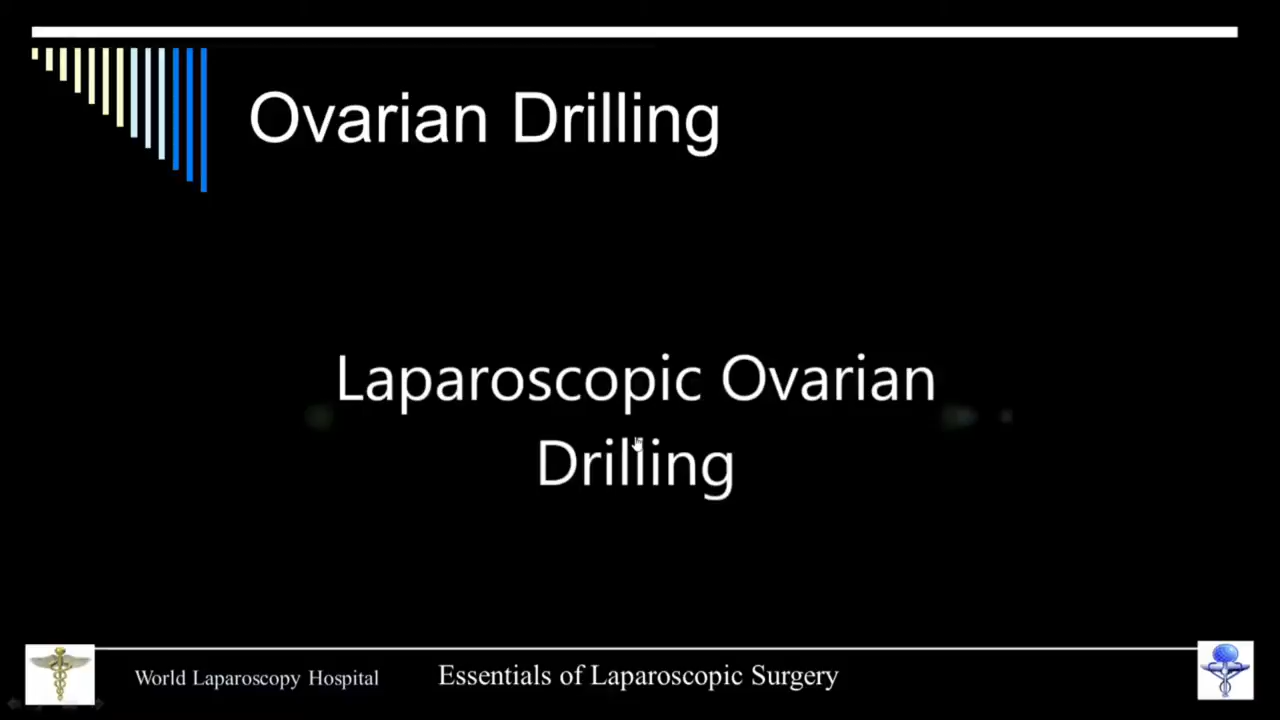 Ovarian Drilling
Laparoscopic Ovarian
Drilling
World Laparoscopy Hospital
Essentials of Laparoscopic Surgery